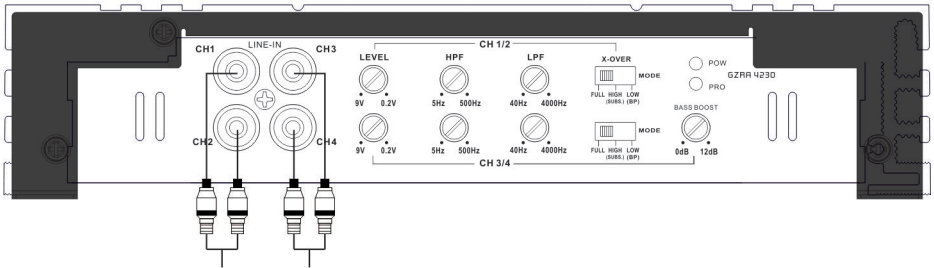 CH 1/2
CH1 LINE-IN CH3
LEVEL HPF LPF X-OVER
POW
GZRA 4230
MODE
PRO
9V 0.2V 5Hz 500Hz 40Hz 4000Hz FULL HIGH LOW
(SUBS.) (BP)
BASS BOOST
CH2 CH4
MODE
9V 0.2V 5Hz 500Hz 40Hz 4000Hz FULL HIGH LOW 0dB 12dB
(SUBS.) (BP)
CH 3/4